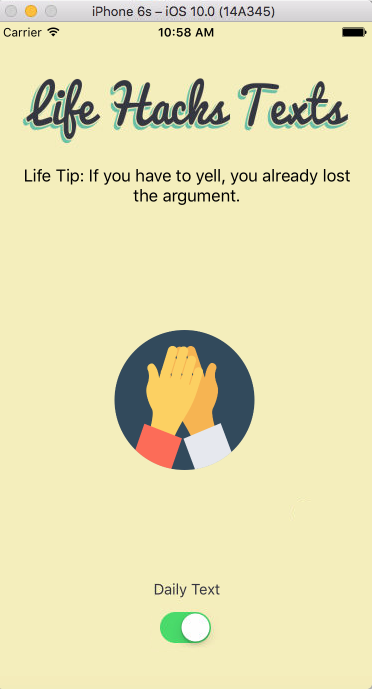 iPhone 6s – iOS 10.0 (14A345)
Carrier 10:58 AM
Life Hacks Texts
Life Tip: If you have to yell, you already lost
the argument.
Daily Text